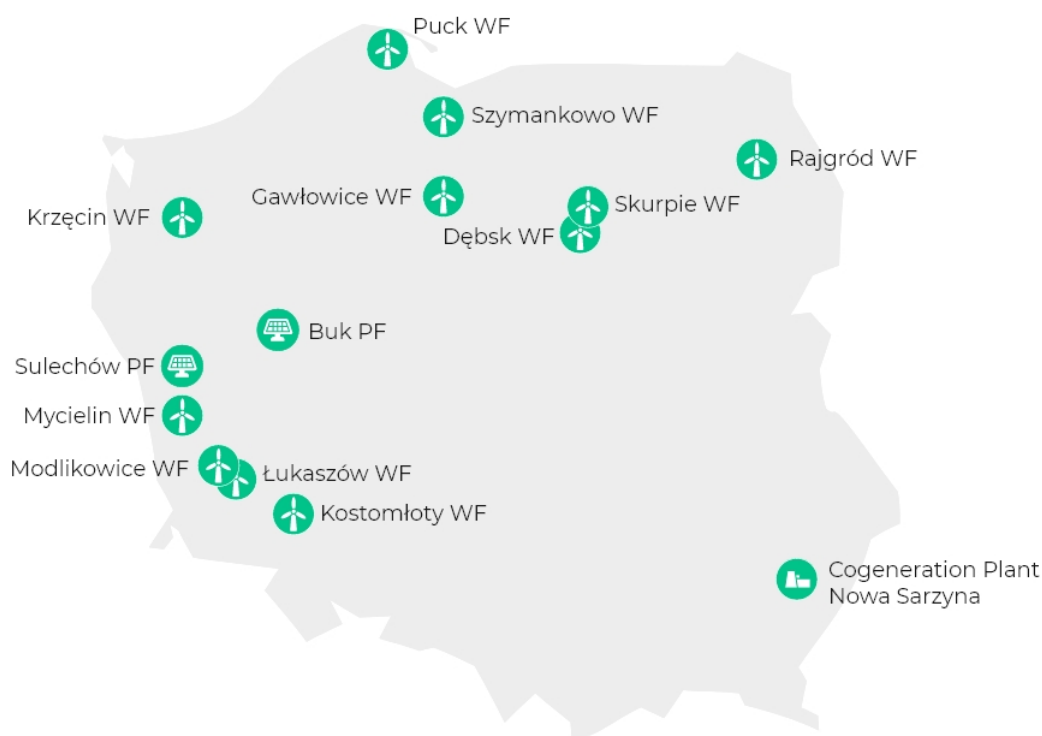 Puck WF
Szymankowo WF
Rajgród WF
Gawłowice WF
Skurpie WF
Krzęcin WF
Dębsk WF
Buk PF
Sulechów PF
Mycielin WF
Modlikowice WF
Łukaszów WF
Kostomłoty WF
Cogeneration Plant
Nowa Sarzyna